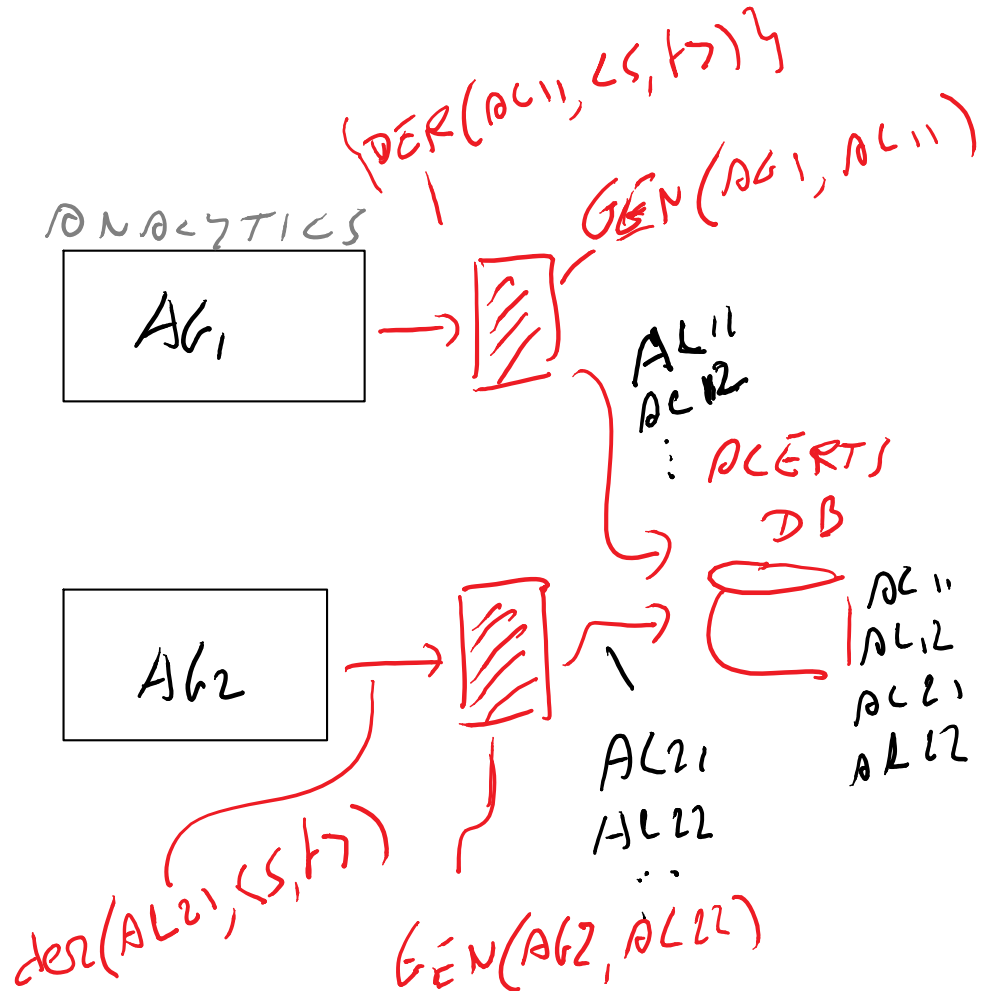 {DER(AL11, <S,t>)}
GEN(AG1, AL11)
ANALYTICS
AG1
AL11
AL12
⋮
ALERTS
DB
AG2
AL11
AL12
AL21
AL22
AL21
AL22
...
der(AL21, <S,t>)
GEN(AG2, AL22)